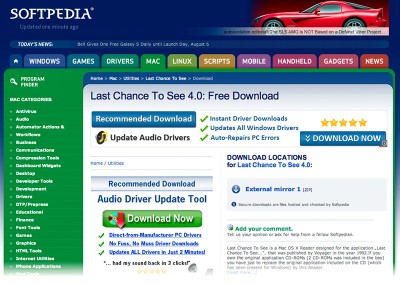 SOFTPEDIA
Updated one minute ago
autoevolution editorial: The SLS AMG is NOT Based on a Defunct Viper Project
TODAY'S NEWS:
Bell Gives One Free Galaxy S Daily until Launch Day, August 6
WINDOWS
GAMES
DRIVERS
MAC
LINUX
SCRIPTS
MOBILE
HANDHELD
GADGETS
NEWS
PROGRAM
FINDER
MAC CATEGORIES
Antivirus
Audio
Automator Actions &
Workflows
Business
Communications
Compression Tools
Dashboard Widgets
Desktop
Developer Tools
Development
Drivers
DTP/Prepress
Educational
Finance
Font Tools
Games
Graphics
HTML Tools
Internet Utilities
iPhone Applications
Home > Mac > Utilities > Last Chance To See > Download
Last Chance To See 4.0: Free Download
Recommended Download
Update Audio Drivers
Instant Driver Downloads
Updates All Windows Drivers
Auto-Repairs PC Errors
DOWNLOAD NOW
Home / Utilities
Recommended Download
Audio Driver Update Tool
Download Now
Direct-from-Manufacturer PC Drivers
No Fuss, No Muss Driver Downloads
Updates ALL Drivers in Just 2 Minutes!
"... had my sound back in 3 clicks!"
DOWNLOAD LOCATIONS
for Last Chance To See 4.0:
External mirror 1 [ZIP]
Secure downloads are files hosted and checked by Softpedia
Add your comment.
Tell us your opinion or ask for help from a fellow Softpedian.
Last Chance To See is a Mac OS X Reader designed for the application „Last Chance
To See...", that was published by Voyager in the year 1992.If you
own the original application CD-ROMs (2 CD-ROMs was included in the box)
you have just to rejoice the original application included on the CD
(which has been created for Windows) by this Reader